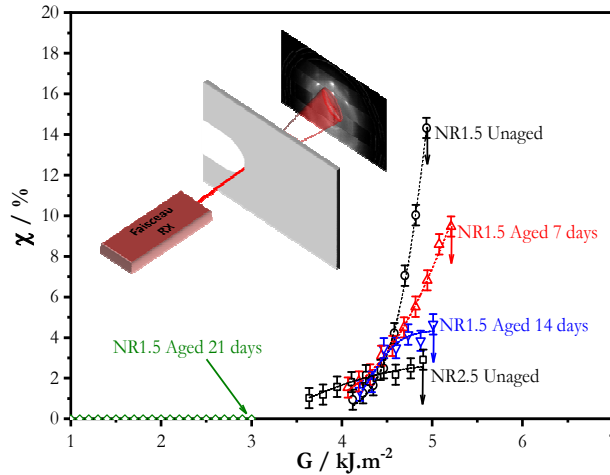 20
18
16
14
12
10
8
6
4
2
0
χ / %
Faisceau
RX
NR1.5 Unaged
NR1.5 Aged 7 days
NR1.5 Aged 14 days
NR2.5 Unaged
NR1.5 Aged 21 days
1 2 3 4 5 6
G / kJ.m⁻²